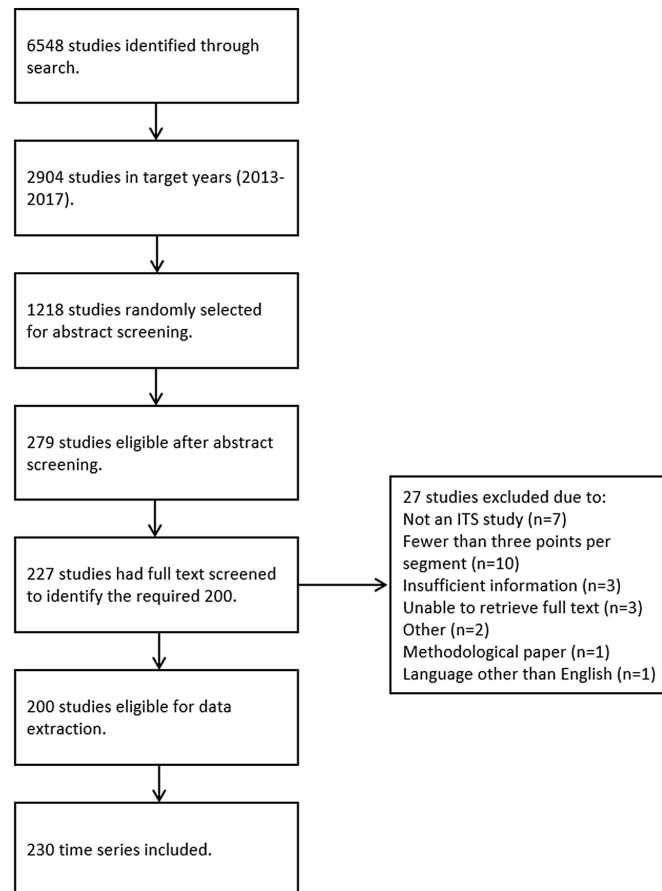 6548 studies identified through
search.
2904 studies in target years (2013-
2017).
1218 studies randomly selected
for abstract screening.
279 studies eligible after abstract
screening.
227 studies had full text screened
to identify the required 200.
27 studies excluded due to:
Not an ITS study (n=7)
Fewer than three points per
segment (n=10)
Insufficient information (n=3)
Unable to retrieve full text (n=3)
Other (n=2)
Methodological paper (n=1)
Language other than English (n=1)
200 studies eligible for data
extraction.
230 time series included.